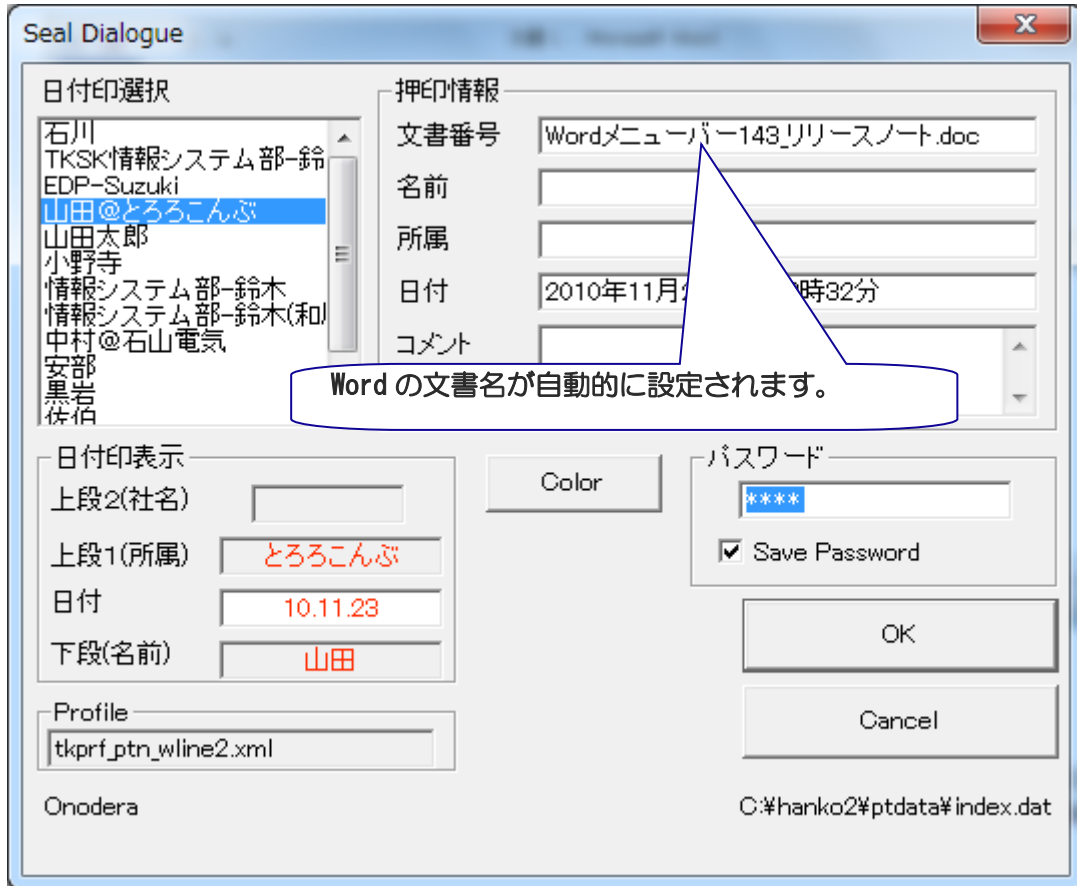 Seal Dialogue
日付印選択
石川
TKSK情報システム部-鈴
EDP-Suzuki
山田@とろろこんぶ
山田太郎
小野寺
情報システム部-鈴木
情報システム部-鈴木(和
中村@石山電気
安部
黒岩
佐伯
押印情報
文書番号 Wordメニューバー143_リリースノート.doc
名前
所属
日付 2010年11月 時32分
コメント
Word の文書名が自動的に設定されます。
日付印表示
上段2(社名)
上段1(所属) とろろこんぶ
日付 10.11.23
下段(名前) 山田
Color
パスワード
****
Save Password
OK
Cancel
Profile
tkprf_ptn_wline2.xml
Onodera
C:¥hanko2¥ptdata¥index.dat